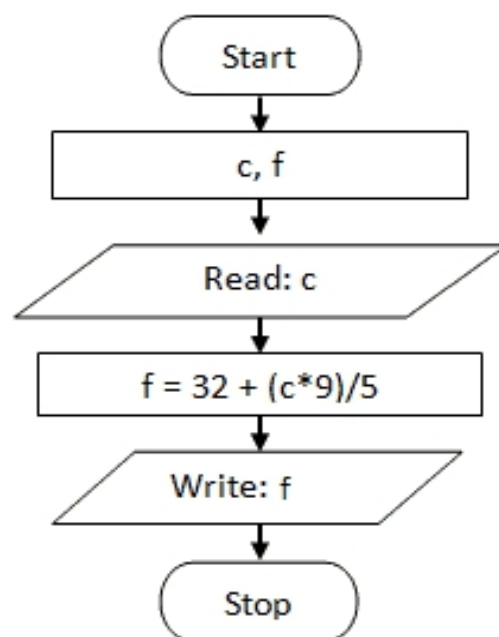 Start
c, f
Read: c
f = 32 + (c*9)/5
Write: f
Stop